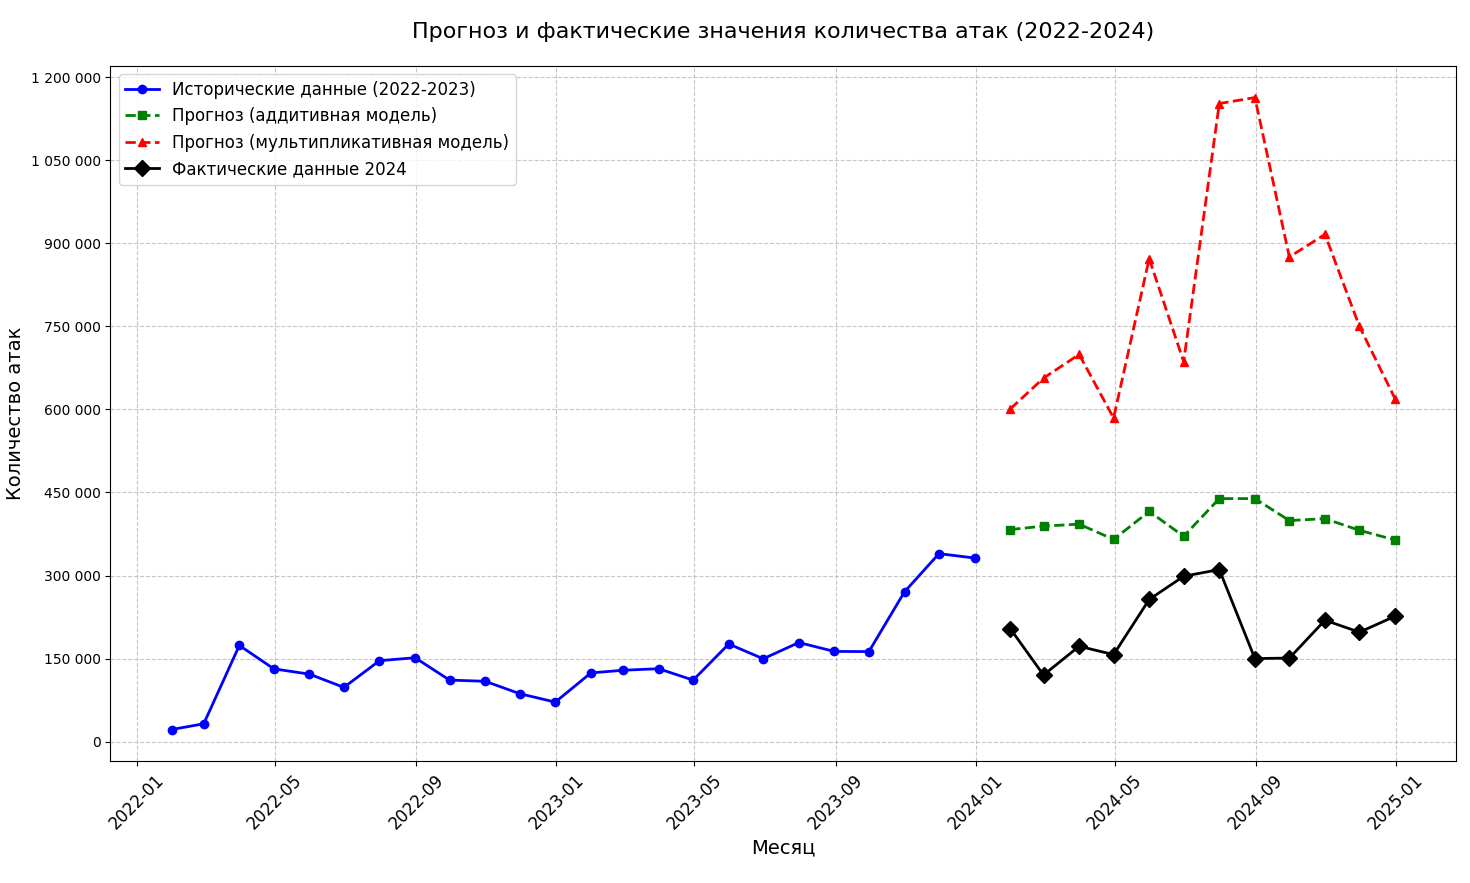 Прогноз и фактические значения количества атак (2022-2024)
Исторические данные (2022-2023)
Прогноз (аддитивная модель)
Прогноз (мультипликативная модель)
Фактические данные 2024
Количество атак
1 200 000
1 050 000
900 000
750 000
600 000
450 000
300 000
150 000
0
2022-01
2022-05
2022-09
2023-01
2023-05
2023-09
2024-01
2024-05
2024-09
2025-01
Месяц